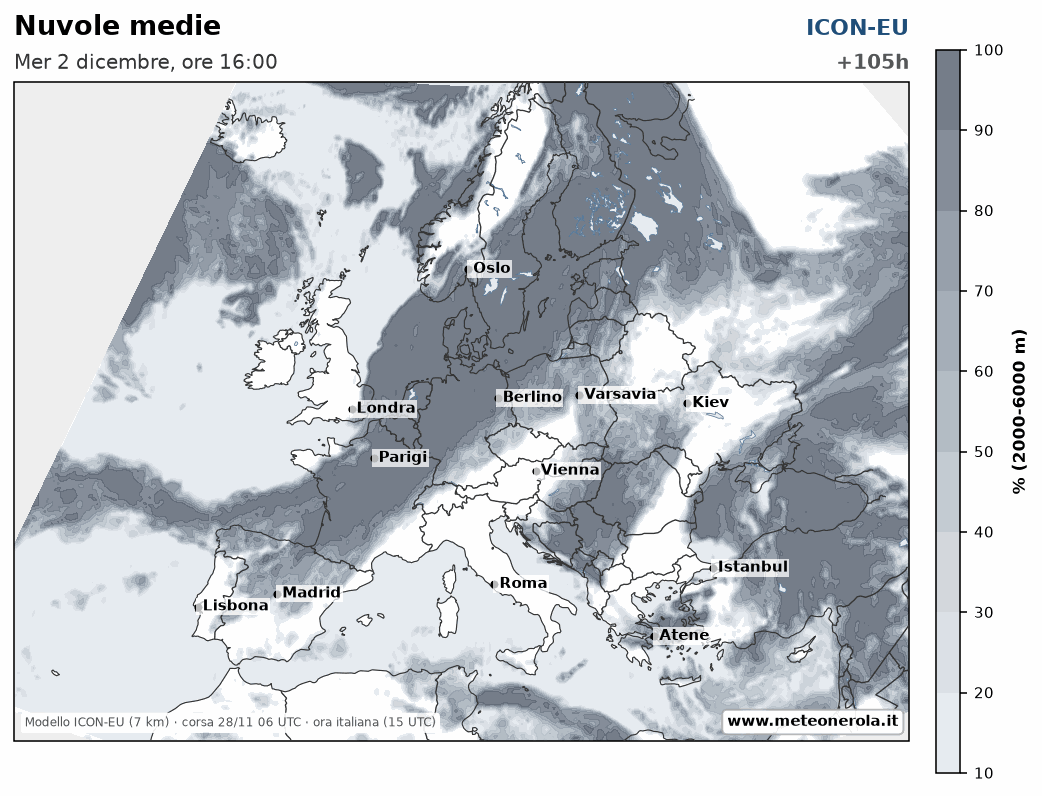 Nuvole medie
ICON-EU
Mer 2 dicembre, ore 16:00
+105h
100
90
80
70
60
50
40
30
20
10
% (2000-6000 m)
Oslo
Londra
Berlino
Varsavia
Kiev
Parigi
Vienna
Istanbul
Roma
Madrid
Lisbona
Atene
Modello ICON-EU (7 km) · corsa 28/11 06 UTC · ora italiana (15 UTC)
www.meteonerola.it